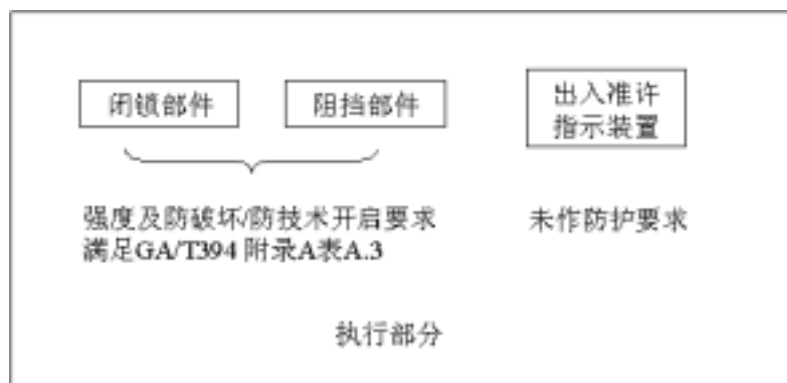 闭锁部件
阻挡部件
出入准许
指示装置
强度及防破坏/防技术开启要求
满足GA/T394 附录A表A.3
未作防护要求
执行部分